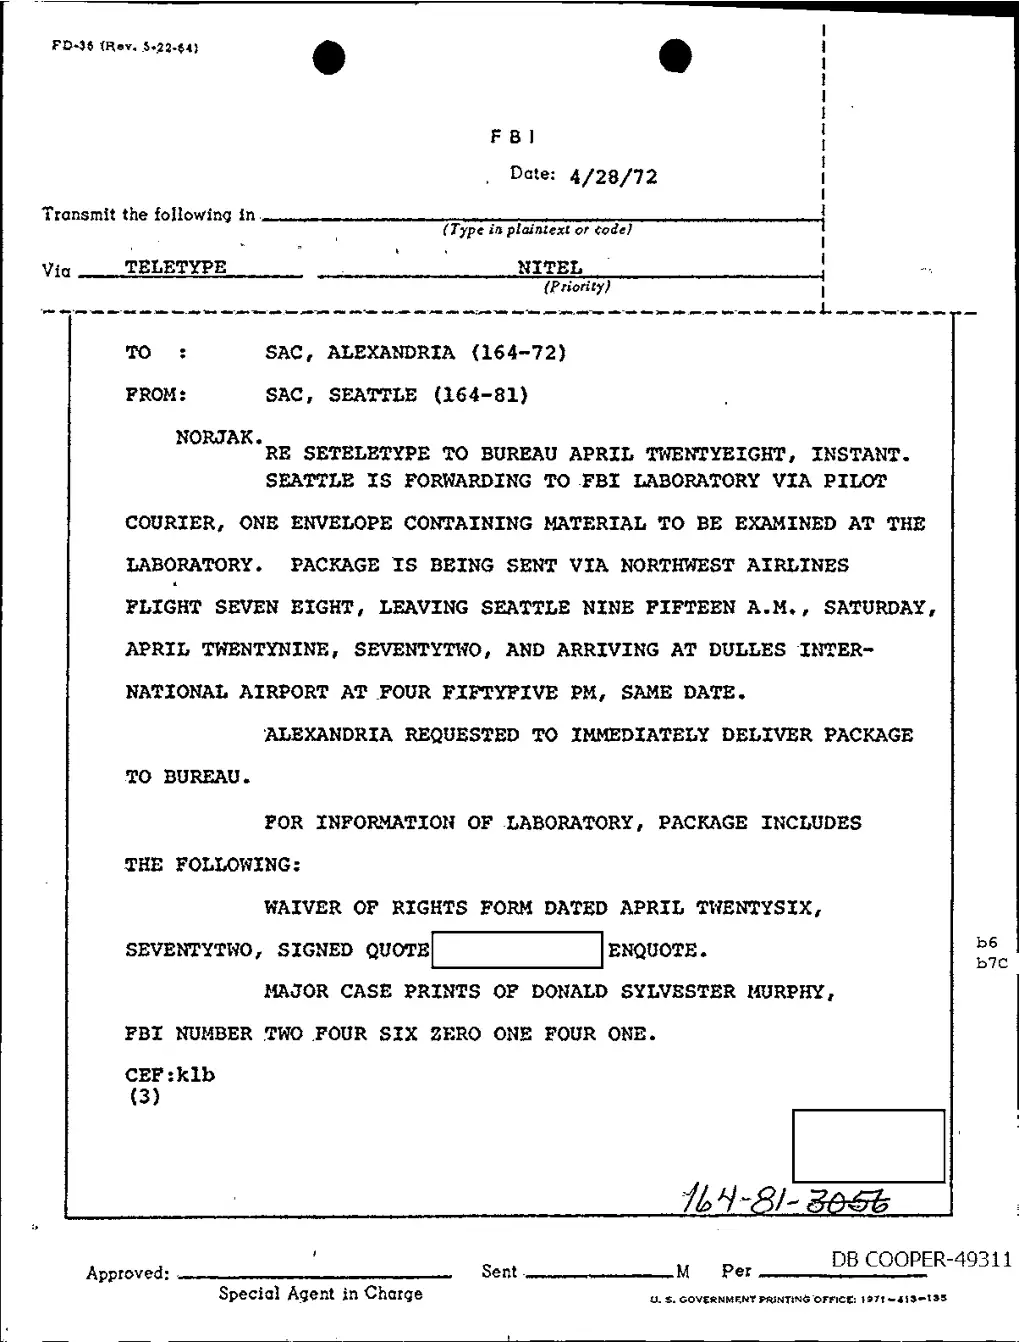 FD-36 (Rev. 5-22-64)
F B I
Date: 4/28/72
Transmit the following in
(Type in plaintext or code)
Via TELETYPE NITEL
(Priority)
TO : SAC, ALEXANDRIA (164-72)
FROM: SAC, SEATTLE (164-81)
NORJAK.
RE SETELETYPE TO BUREAU APRIL TWENTYEIGHT, INSTANT.
SEATTLE IS FORWARDING TO FBI LABORATORY VIA PILOT
COURIER, ONE ENVELOPE CONTAINING MATERIAL TO BE EXAMINED AT THE
LABORATORY. PACKAGE IS BEING SENT VIA NORTHWEST AIRLINES
FLIGHT SEVEN EIGHT, LEAVING SEATTLE NINE FIFTEEN A.M., SATURDAY,
APRIL TWENTYNINE, SEVENTYTWO, AND ARRIVING AT DULLES INTER-
NATIONAL AIRPORT AT FOUR FIFTYFIVE PM, SAME DATE.
ALEXANDRIA REQUESTED TO IMMEDIATELY DELIVER PACKAGE
TO BUREAU.
FOR INFORMATION OF LABORATORY, PACKAGE INCLUDES
THE FOLLOWING:
WAIVER OF RIGHTS FORM DATED APRIL TWENTYSIX,
SEVENTYTWO, SIGNED QUOTE ENQUOTE.
b6
b7C
MAJOR CASE PRINTS OF DONALD SYLVESTER MURPHY,
FBI NUMBER TWO FOUR SIX ZERO ONE FOUR ONE.
CEF:klb
(3)
164-81-3056
DB COOPER-49311
Approved: Sent M Per
Special Agent in Charge
U. S. GOVERNMENT PRINTING OFFICE: 1971-413-135